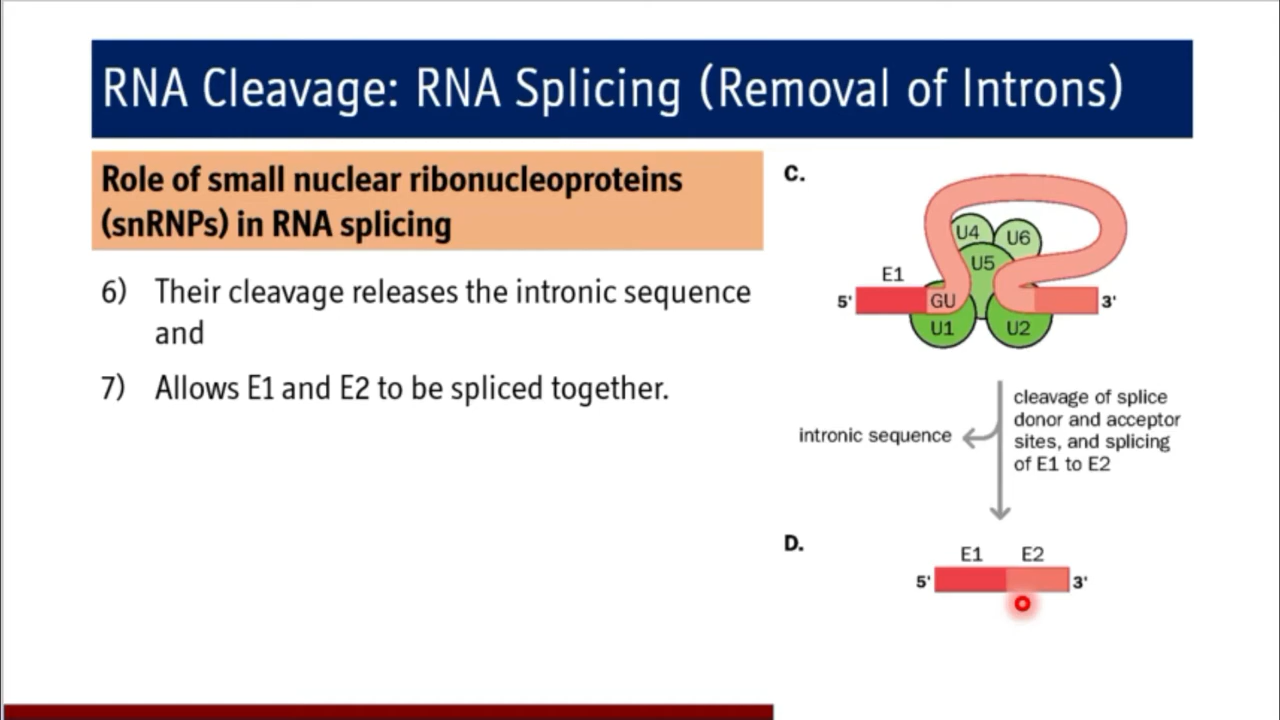 RNA Cleavage: RNA Splicing (Removal of Introns)
Role of small nuclear ribonucleoproteins
(snRNPs) in RNA splicing
6) Their cleavage releases the intronic sequence
and
7) Allows E1 and E2 to be spliced together.
C.
U4 U6
U5
E1
5' GU 3'
U1 U2
cleavage of splice
donor and acceptor
sites, and splicing
of E1 to E2
intronic sequence
D.
E1 E2
5' 3'